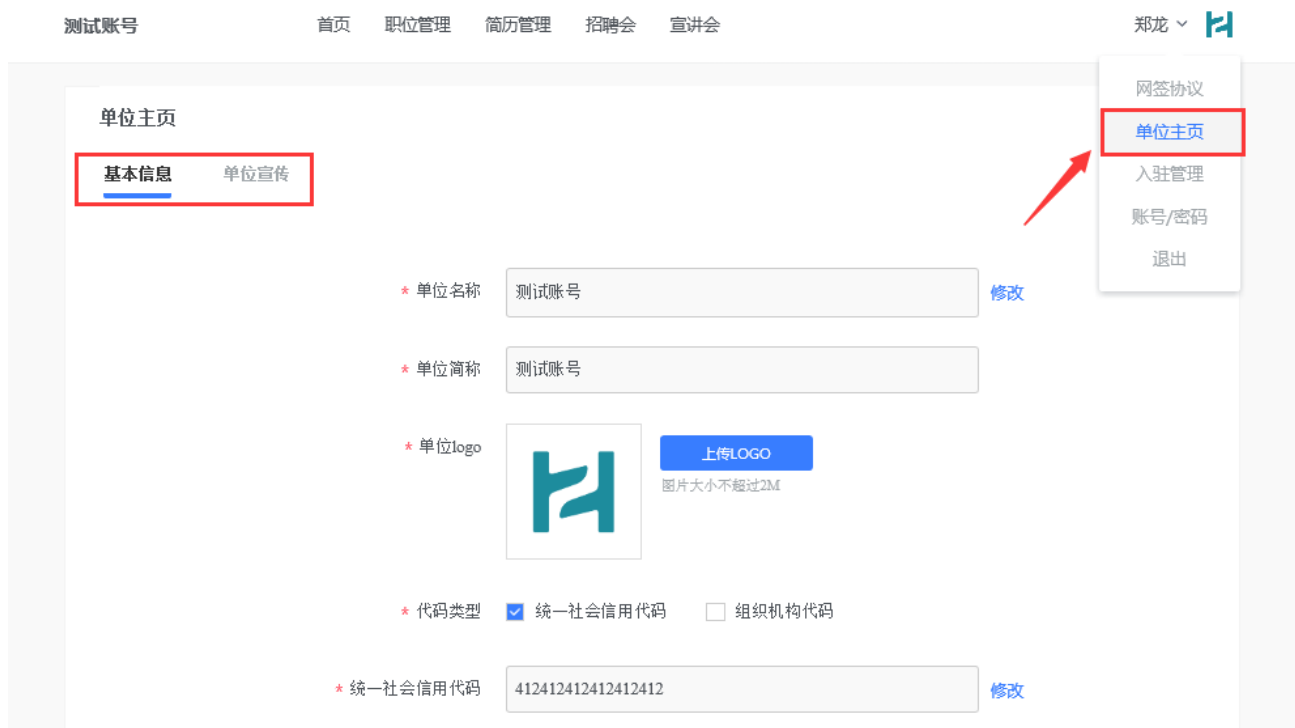 测试账号 首页 职位管理 简历管理 招聘会 宣讲会 郑龙
网签协议
单位主页
入驻管理
账号/密码
退出
单位主页
基本信息 单位宣传
* 单位名称 测试账号 修改
* 单位简称 测试账号
* 单位logo 上传LOGO
图片大小不超过2M
* 代码类型 统一社会信用代码 组织机构代码
* 统一社会信用代码 412412412412412412 修改